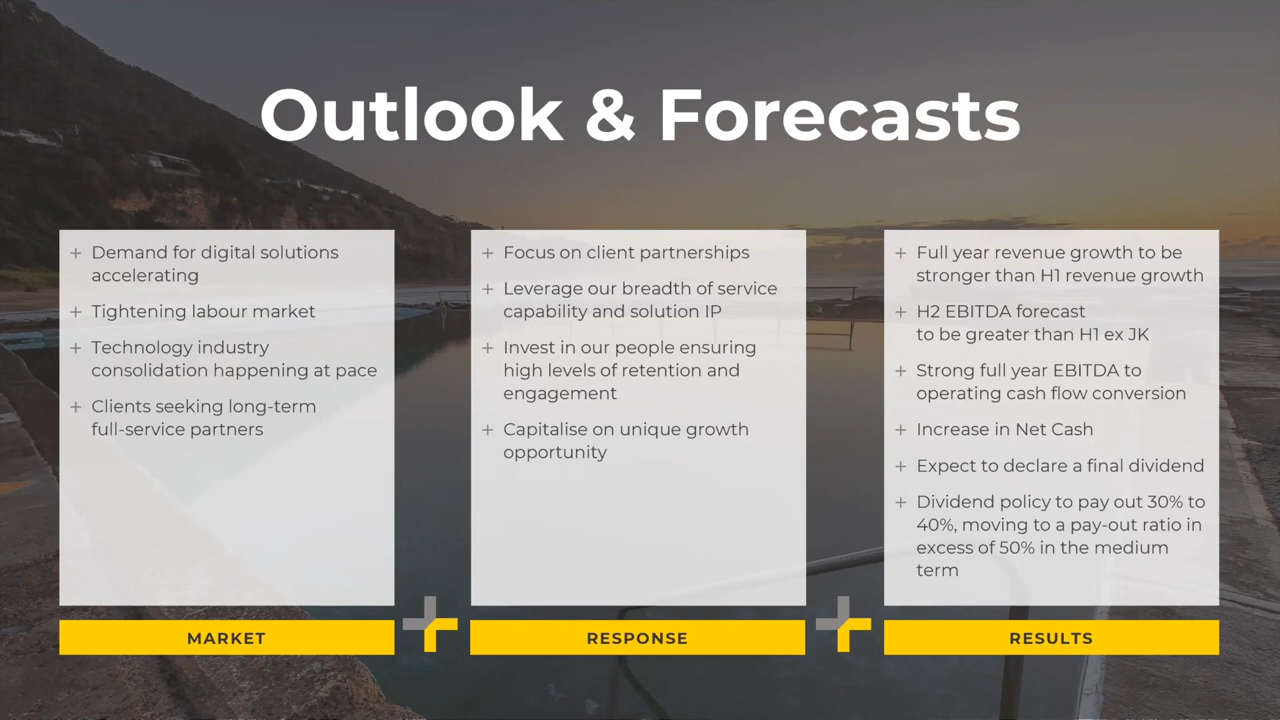 Outlook & Forecasts
+ Demand for digital solutions
accelerating
+ Tightening labour market
+ Technology industry
consolidation happening at pace
+ Clients seeking long-term
full-service partners
MARKET
+ Focus on client partnerships
+ Leverage our breadth of service
capability and solution IP
+ Invest in our people ensuring
high levels of retention and
engagement
+ Capitalise on unique growth
opportunity
RESPONSE
+ Full year revenue growth to be
stronger than H1 revenue growth
+ H2 EBITDA forecast
to be greater than H1 ex JK
+ Strong full year EBITDA to
operating cash flow conversion
+ Increase in Net Cash
+ Expect to declare a final dividend
+ Dividend policy to pay out 30% to
40%, moving to a pay-out ratio in
excess of 50% in the medium
term
RESULTS